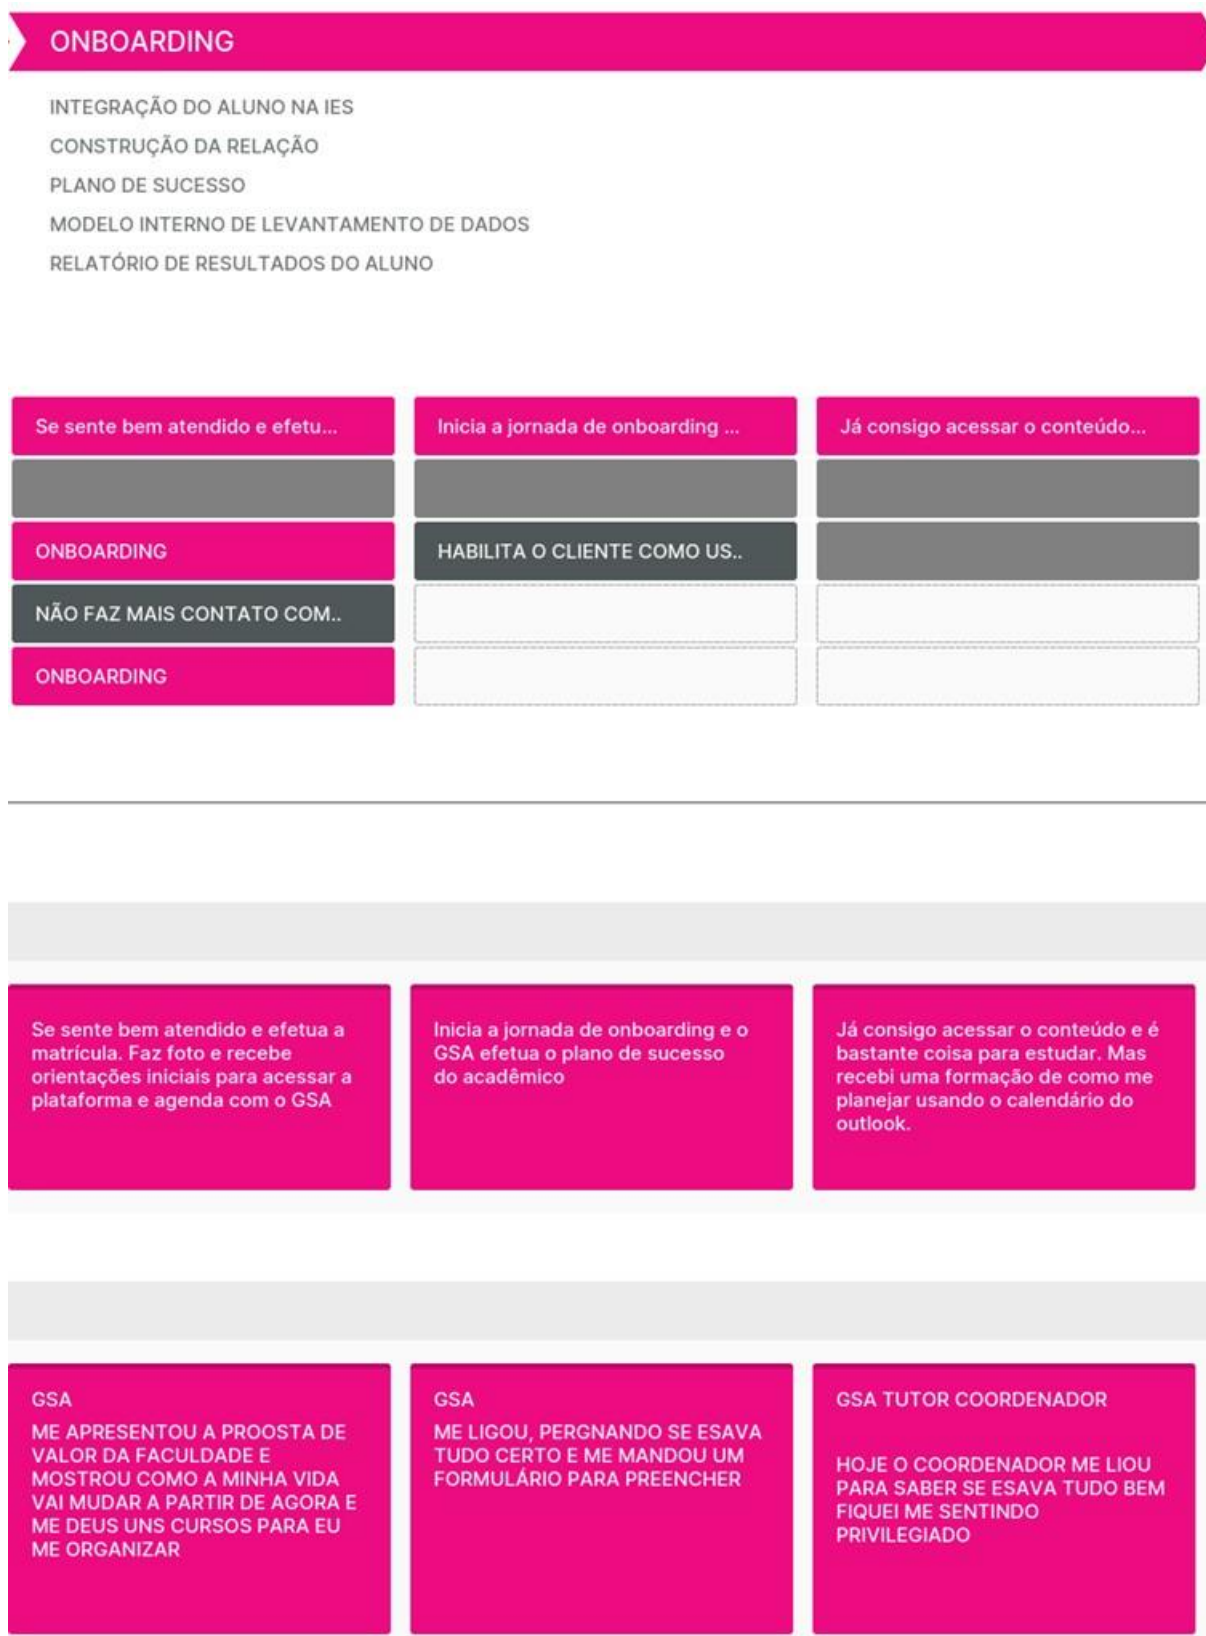 ONBOARDING
INTEGRAÇÃO DO ALUNO NA IES
CONSTRUÇÃO DA RELAÇÃO
PLANO DE SUCESSO
MODELO INTERNO DE LEVANTAMENTO DE DADOS
RELATÓRIO DE RESULTADOS DO ALUNO
Se sente bem atendido e efetu...
Inicia a jornada de onboarding ...
Já consigo acessar o conteúdo...
ONBOARDING
HABILITA O CLIENTE COMO US..
NÃO FAZ MAIS CONTATO COM..
ONBOARDING
Se sente bem atendido e efetua a
matrícula. Faz foto e recebe
orientações iniciais para acessar a
plataforma e agenda com o GSA
Inicia a jornada de onboarding e o
GSA efetua o plano de sucesso
do acadêmico
Já consigo acessar o conteúdo e é
bastante coisa para estudar. Mas
recebi uma formação de como me
planejar usando o calendário do
outlook.
GSA
ME APRESENTOU A PROOSTA DE
VALOR DA FACULDADE E
MOSTROU COMO A MINHA VIDA
VAI MUDAR A PARTIR DE AGORA E
ME DEUS UNS CURSOS PARA EU
ME ORGANIZAR
GSA
ME LIGOU, PERGNANDO SE ESAVA
TUDO CERTO E ME MANDOU UM
FORMULÁRIO PARA PREENCHER
GSA TUTOR COORDENADOR
HOJE O COORDENADOR ME LIOU
PARA SABER SE ESAVA TUDO BEM
FIQUEI ME SENTINDO
PRIVILEGIADO